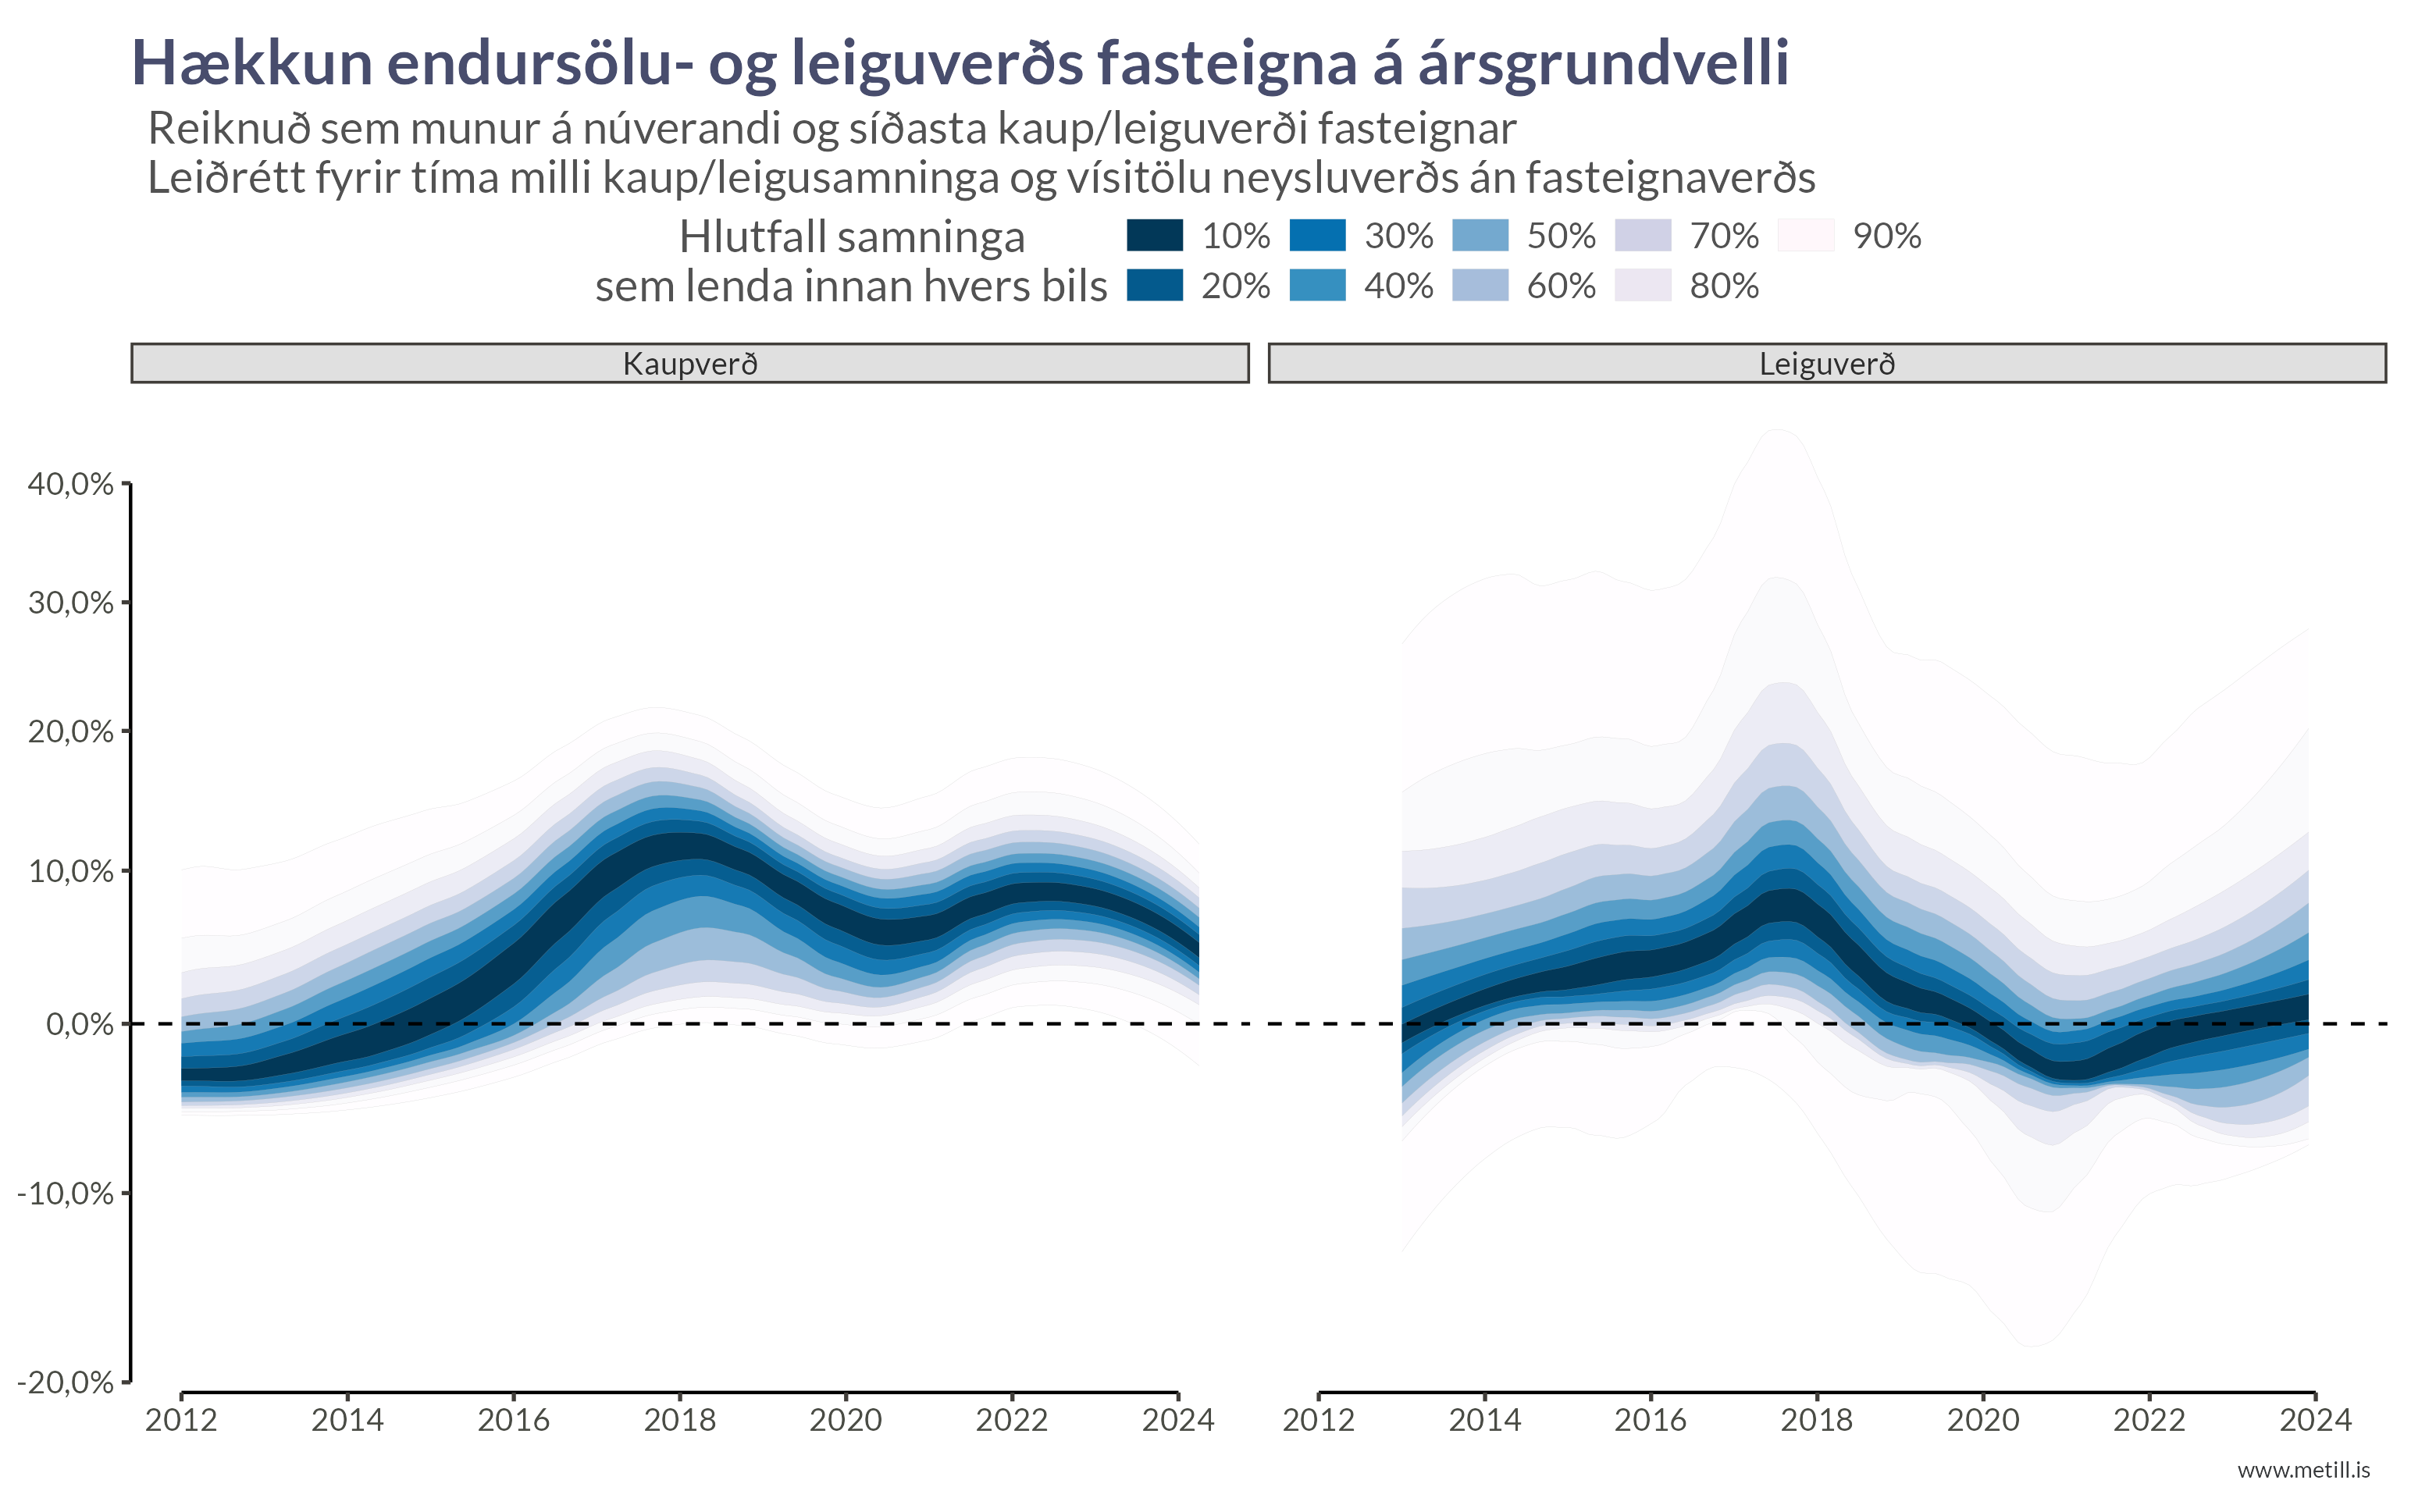 Hækkun endursölu- og leiguverðs fasteigna á ársgrundvelli
Reiknuð sem munur á núverandi og síðasta kaup/leiguverði fasteignar
Leiðrétt fyrir tíma milli kaup/leigusamninga og vísitölu neysluverðs án fasteignaverðs
Hlutfall samninga
sem lenda innan hvers bils
10% 30% 50% 70% 90%
20% 40% 60% 80%
Kaupverð
Leiguverð
40,0%
30,0%
20,0%
10,0%
0,0%
-10,0%
-20,0%
2012 2014 2016 2018 2020 2022 2024
2012 2014 2016 2018 2020 2022 2024
www.metill.is